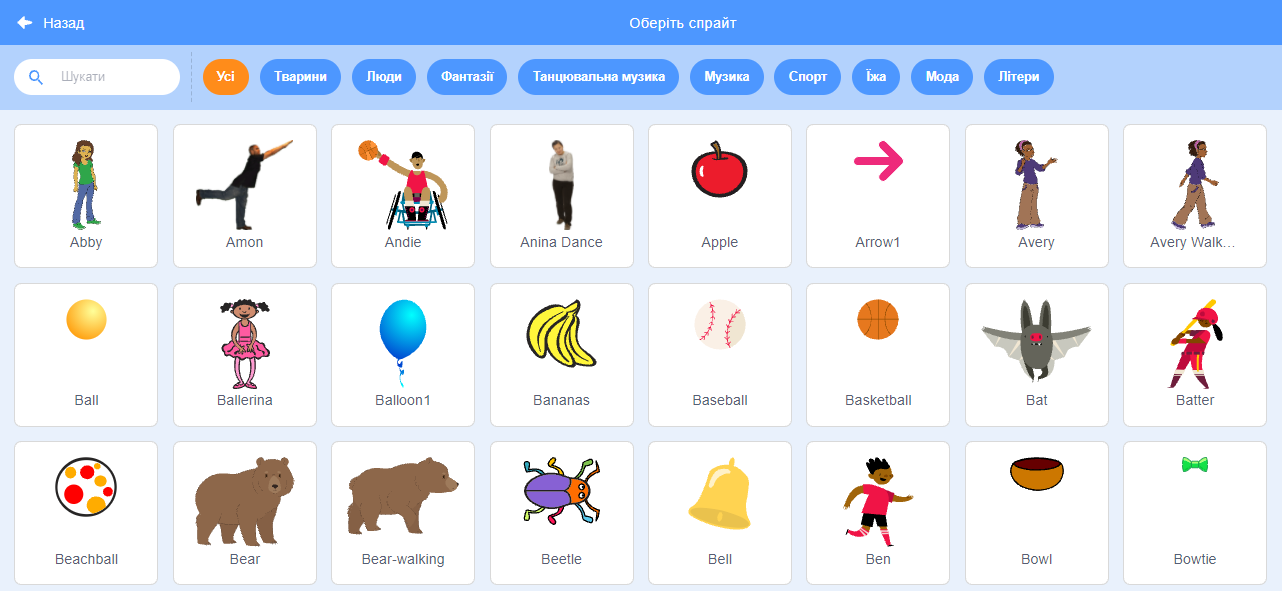 Назад
Оберіть спрайт
Шукати
Усі
Тварини
Люди
Фантазії
Танцювальна музика
Музика
Спорт
Їжа
Мода
Літери
Abby
Amon
Andie
Anina Dance
Apple
Arrow1
Avery
Avery Walk...
Ball
Ballerina
Balloon1
Bananas
Baseball
Basketball
Bat
Batter
Beachball
Bear
Bear-walking
Beetle
Bell
Ben
Bowl
Bowtie